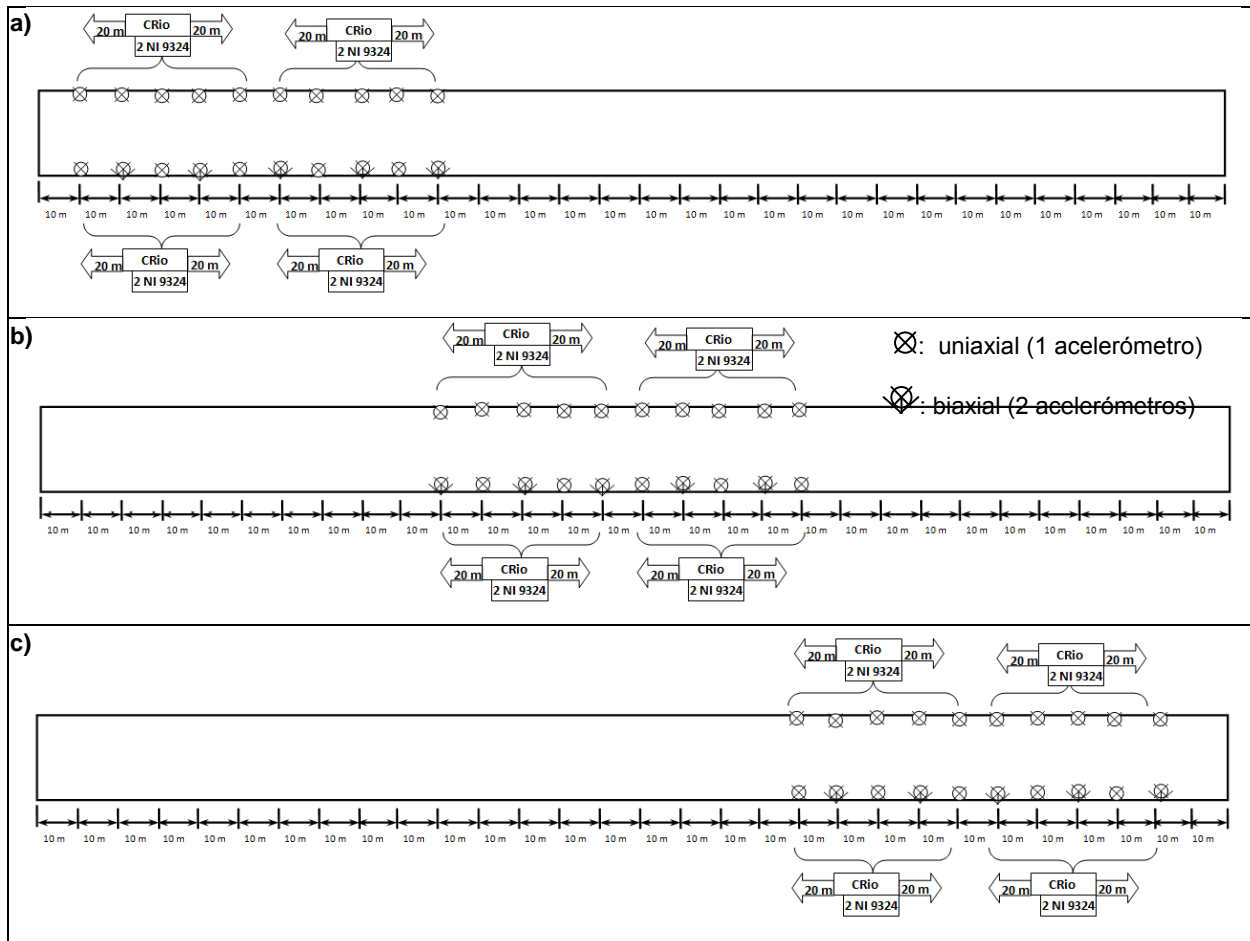 a)
CRio
20 m 20 m
2 NI 9324
CRio
20 m 20 m
2 NI 9324
10 m 10 m 10 m 10 m 10 m 10 m 10 m 10 m 10 m 10 m 10 m 10 m 10 m 10 m 10 m 10 m 10 m 10 m 10 m 10 m 10 m 10 m 10 m 10 m 10 m 10 m 10 m 10 m 10 m 10 m
CRio
20 m 20 m
2 NI 9324
CRio
20 m 20 m
2 NI 9324
b)
CRio
20 m 20 m
2 NI 9324
CRio
20 m 20 m
2 NI 9324
: uniaxial (1 acelerómetro)
: biaxial (2 acelerómetros)
10 m 10 m 10 m 10 m 10 m 10 m 10 m 10 m 10 m 10 m 10 m 10 m 10 m 10 m 10 m 10 m 10 m 10 m 10 m 10 m 10 m 10 m 10 m 10 m 10 m 10 m 10 m 10 m 10 m 10 m
CRio
20 m 20 m
2 NI 9324
CRio
20 m 20 m
2 NI 9324
c)
CRio
20 m 20 m
2 NI 9324
CRio
20 m 20 m
2 NI 9324
10 m 10 m 10 m 10 m 10 m 10 m 10 m 10 m 10 m 10 m 10 m 10 m 10 m 10 m 10 m 10 m 10 m 10 m 10 m 10 m 10 m 10 m 10 m 10 m 10 m 10 m 10 m 10 m 10 m 10 m
CRio
20 m 20 m
2 NI 9324
CRio
20 m 20 m
2 NI 9324